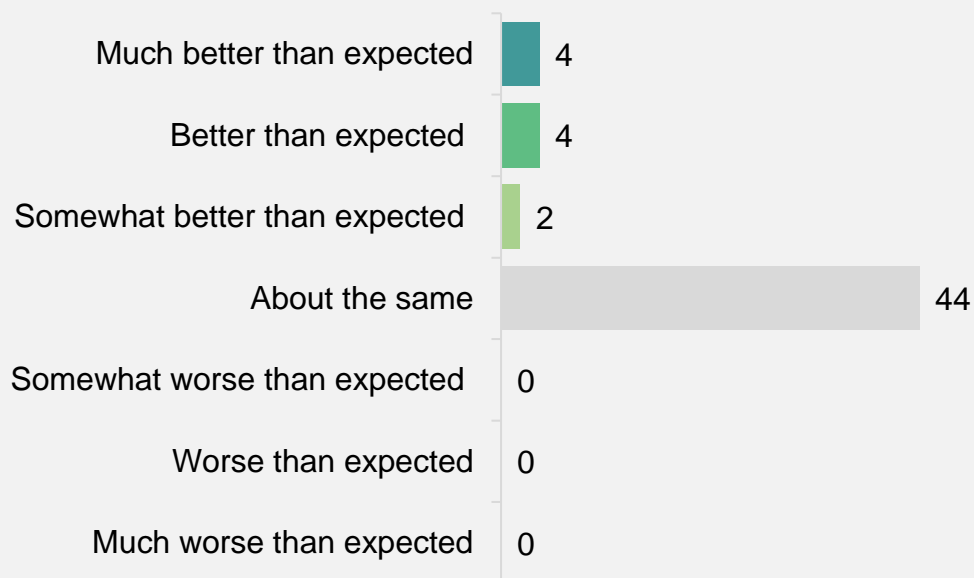 Much better than expected 4
Better than expected 4
Somewhat better than expected 2
About the same 44
Somewhat worse than expected 0
Worse than expected 0
Much worse than expected 0